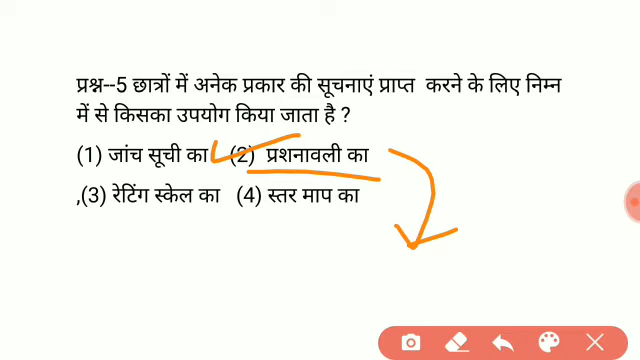 प्रश्न--5 छात्रों में अनेक प्रकार की सूचनाएं प्राप्त करने के लिए निम्न
में से किसका उपयोग किया जाता है ?
(1) जांच सूची का (2) प्रशनावली का
,(3) रेटिंग स्केल का (4) स्तर माप का